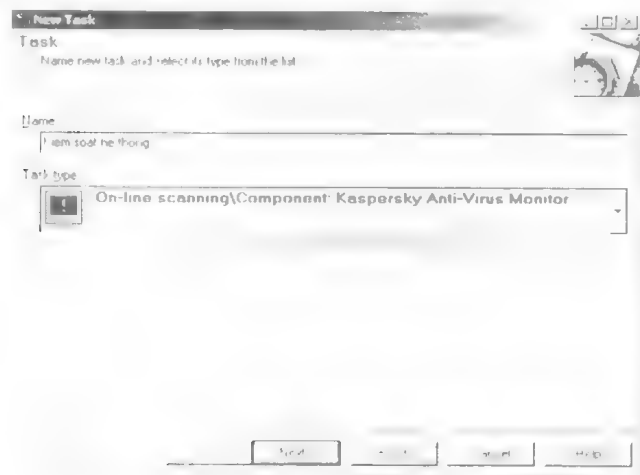 New Task
Task
Name new task and select its type from the list
Name
soat he thong
Task type
On-line scanning\Component: Kaspersky Anti-Virus Monitor
Next
Cancel
Help